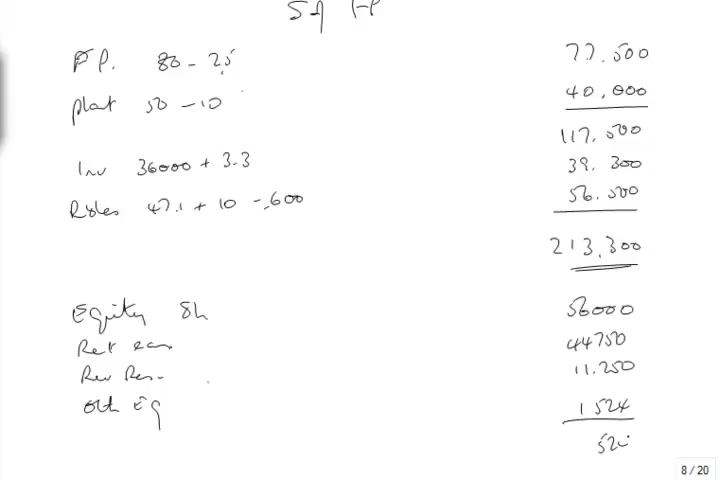 PP. 80 - 2.5 77.500
plant 50 - 10 40,000
117,500
Inv 36000 + 3.3 39.300
Rbles 47.1 + 10 - .600 56.500
213,300
Equity Sh 56000
Ret ear 44750
Rev Res- 11.250
Oth Eq 1 524
52
8 / 20